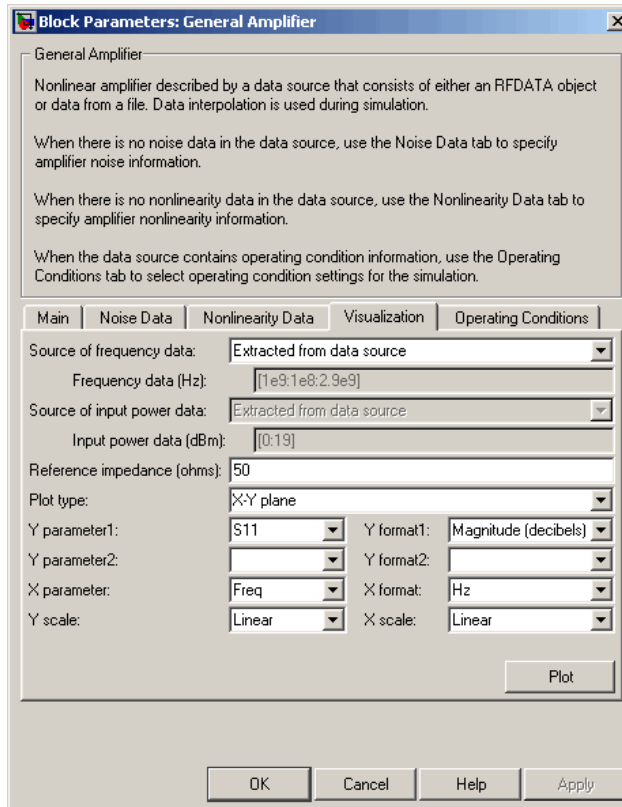 Block Parameters: General Amplifier
General Amplifier
Nonlinear amplifier described by a data source that consists of either an RFDATA object
or data from a file. Data interpolation is used during simulation.
When there is no noise data in the data source, use the Noise Data tab to specify
amplifier noise information.
When there is no nonlinearity data in the data source, use the Nonlinearity Data tab to
specify amplifier nonlinearity information.
When the data source contains operating condition information, use the Operating
Conditions tab to select operating condition settings for the simulation.
Main Noise Data Nonlinearity Data Visualization Operating Conditions
Source of frequency data: Extracted from data source
Frequency data (Hz): [1e9:1e8:2.9e9]
Source of input power data: Extracted from data source
Input power data (dBm): [0:19]
Reference impedance (ohms): 50
Plot type: X-Y plane
Y parameter1: S11 Y format1: Magnitude (decibels)
Y parameter2: Y format2:
X parameter: Freq X format: Hz
Y scale: Linear X scale: Linear
Plot
OK Cancel Help Apply